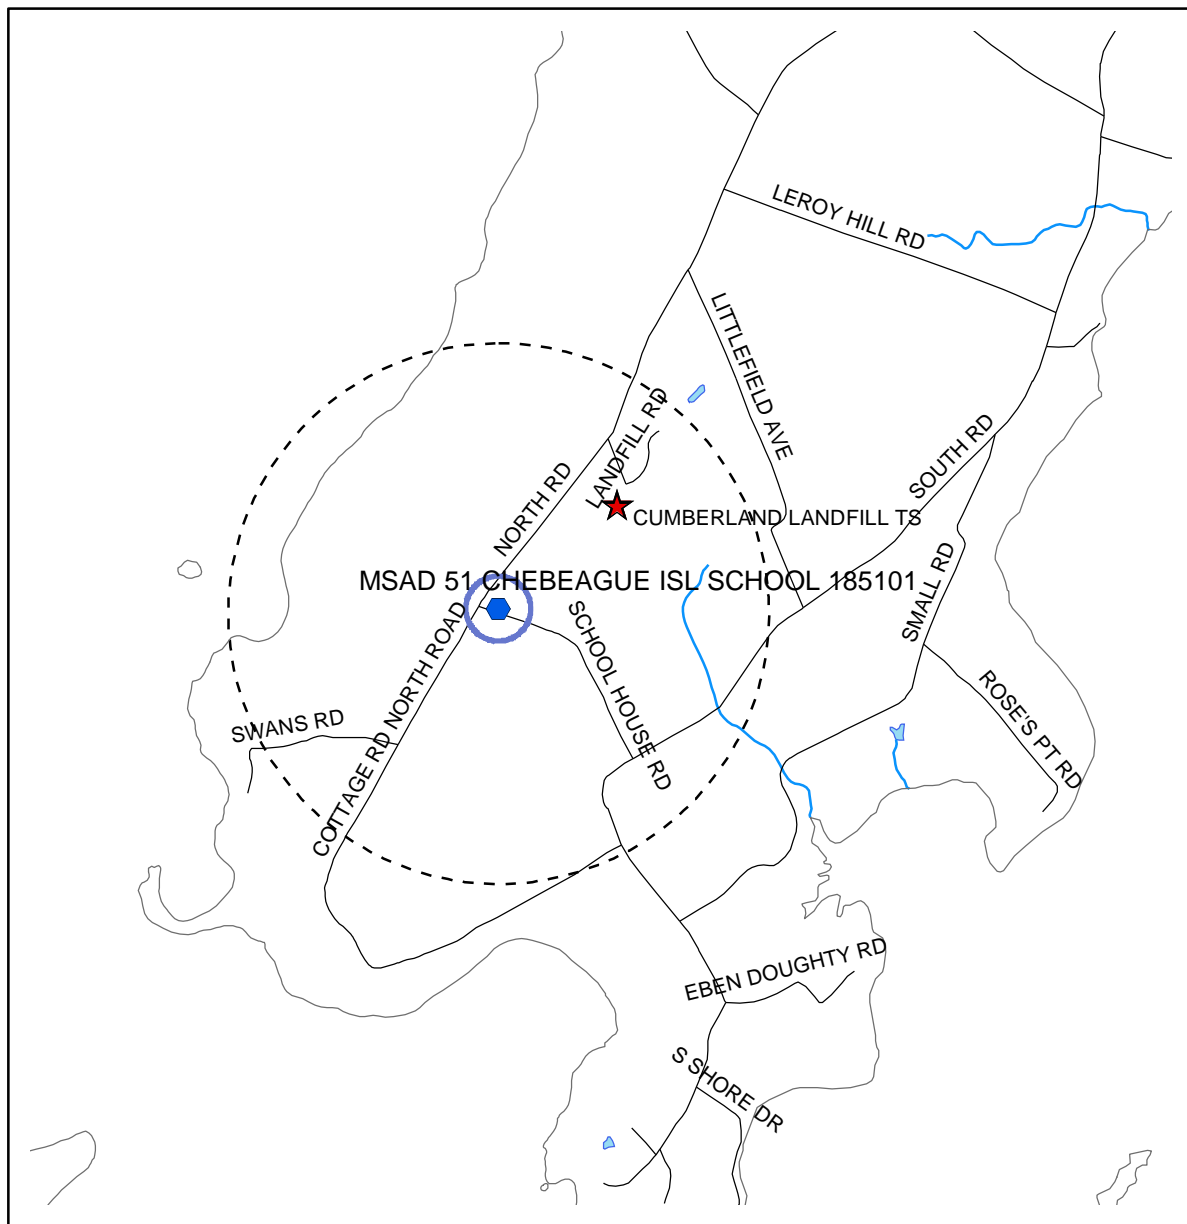 LEROY HILL RD
LITTLEFIELD AVE
LANDFILL RD
SOUTH RD
NORTH RD
CUMBERLAND LANDFILL TS
MSAD 51 CHEBEAGUE ISL SCHOOL 185101
SMALL RD
SCHOOL HOUSE RD
COTTAGE RD NORTH ROAD
ROSE'S PT RD
SWANS RD
EBEN DOUGHTY RD
S SHORE DR